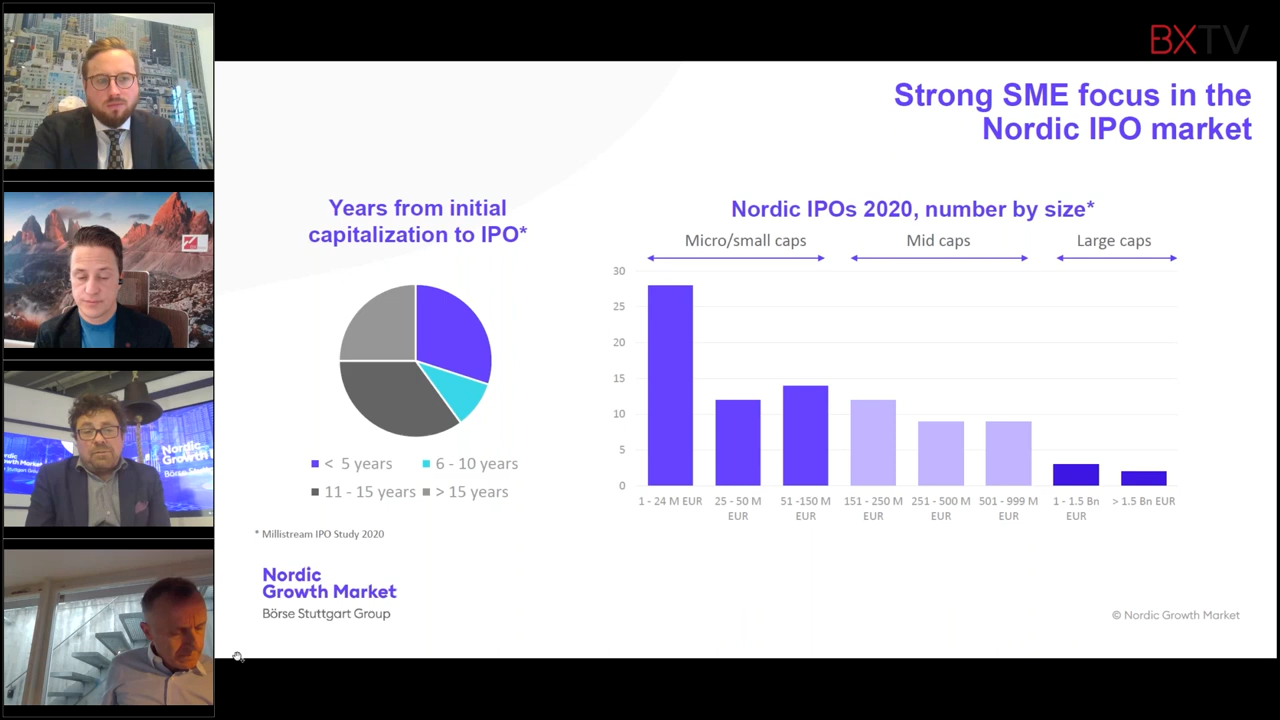 BXTV
Strong SME focus in the
Nordic IPO market
Years from initial
capitalization to IPO*
< 5 years
6 - 10 years
11 - 15 years
> 15 years
* Millistream IPO Study 2020
Nordic IPOs 2020, number by size*
Micro/small caps
Mid caps
Large caps
30
25
20
15
10
5
0
1 - 24 M EUR
25 - 50 M
EUR
51 -150 M
EUR
151 - 250 M
EUR
251 - 500 M
EUR
501 - 999 M
EUR
1 - 1.5 Bn
EUR
> 1.5 Bn EUR
Nordic
Growth Market
Börse Stuttgart Group
© Nordic Growth Market
Nordic
Growth M
Börse Stuttg